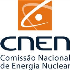 CNEN
Comissão Nacional
de Energia Nuclear